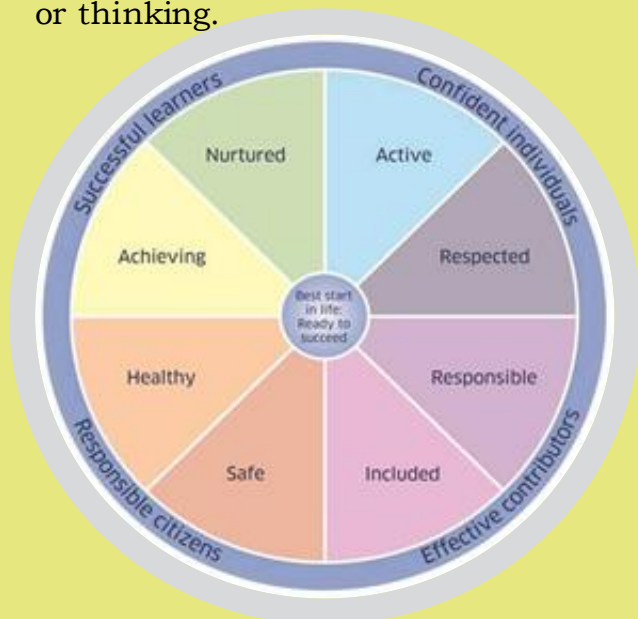 or thinking.
Successful learners
Confident individuals
Nurtured
Active
Achieving
Respected
Best start
in life:
Ready to
succeed
Healthy
Responsible
Safe
Included
Responsible citizens
Effective contributors